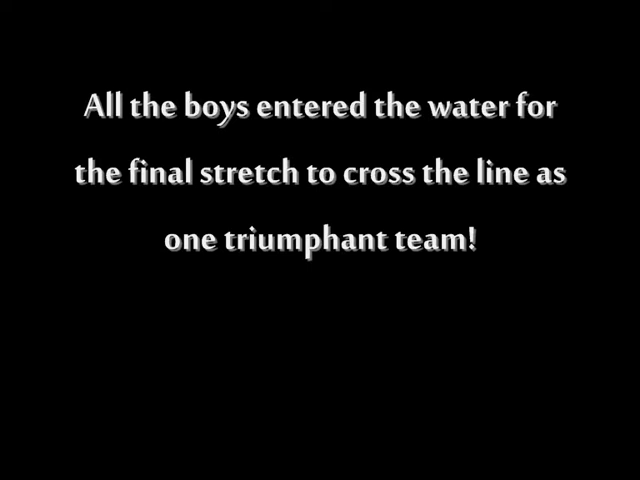 All the boys entered the water for
the final stretch to cross the line as
one triumphant team!